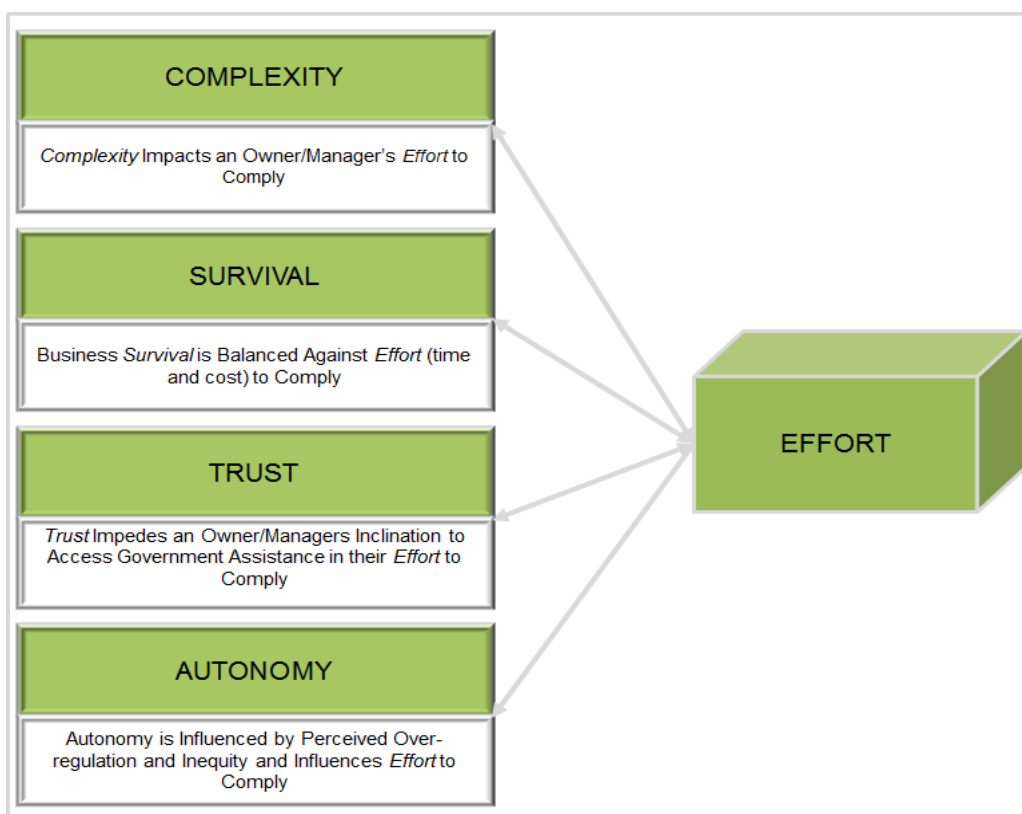 COMPLEXITY
Complexity Impacts an Owner/Manager's Effort to
Comply
SURVIVAL
Business Survival is Balanced Against Effort (time
and cost) to Comply
TRUST
Trust Impedes an Owner/Managers Inclination to
Access Government Assistance in their Effort to
Comply
AUTONOMY
Autonomy is Influenced by Perceived Over-
regulation and Inequity and Influences Effort to
Comply
EFFORT